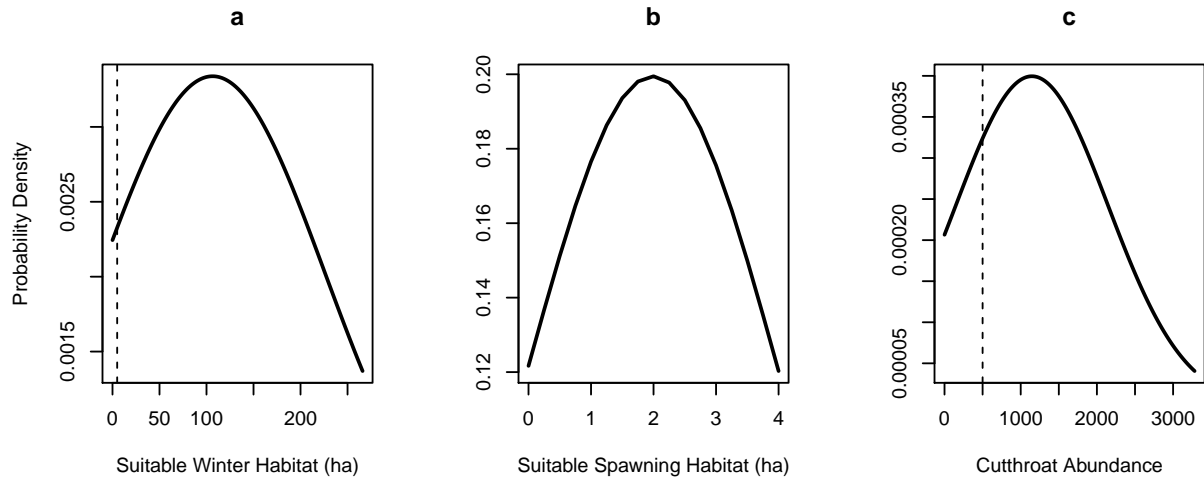 a
Probability Density
0.0015
0.0025
0 50 100 200
Suitable Winter Habitat (ha)
b
0.12 0.14 0.16 0.18 0.20
0 1 2 3 4
Suitable Spawning Habitat (ha)
c
0.00005 0.00020 0.00035
0 1000 2000 3000
Cutthroat Abundance